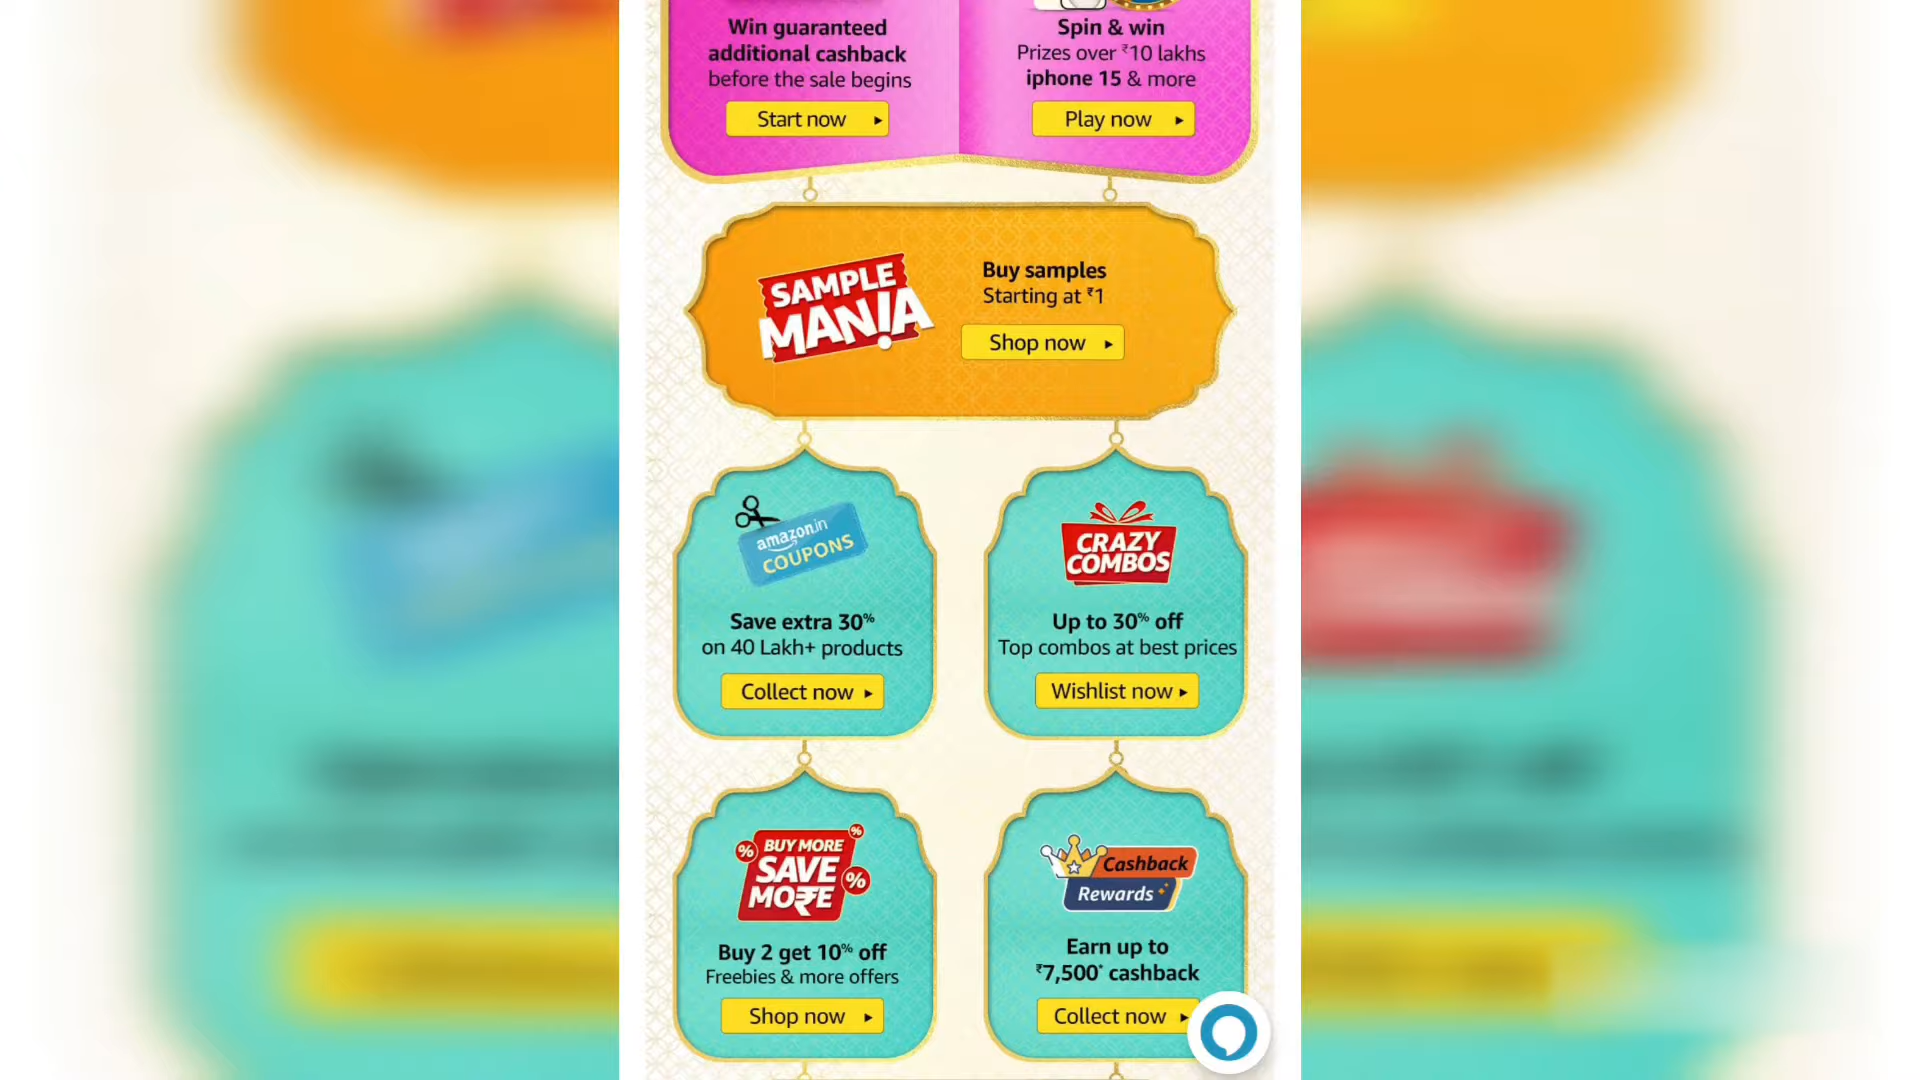 Win guaranteed
additional cashback
before the sale begins
Start now
Spin & win
Prizes over ₹10 lakhs
iphone 15 & more
Play now
SAMPLE
MANIA
Buy samples
Starting at ₹1
Shop now
amazon.in
COUPONS
Save extra 30%
on 40 Lakh+ products
Collect now
CRAZY
COMBOS
Up to 30% off
Top combos at best prices
Wishlist now
% BUY MORE %
SAVE
MO₹E %
Buy 2 get 10% off
Freebies & more offers
Shop now
Cashback
Rewards
Earn up to
₹7,500* cashback
Collect now